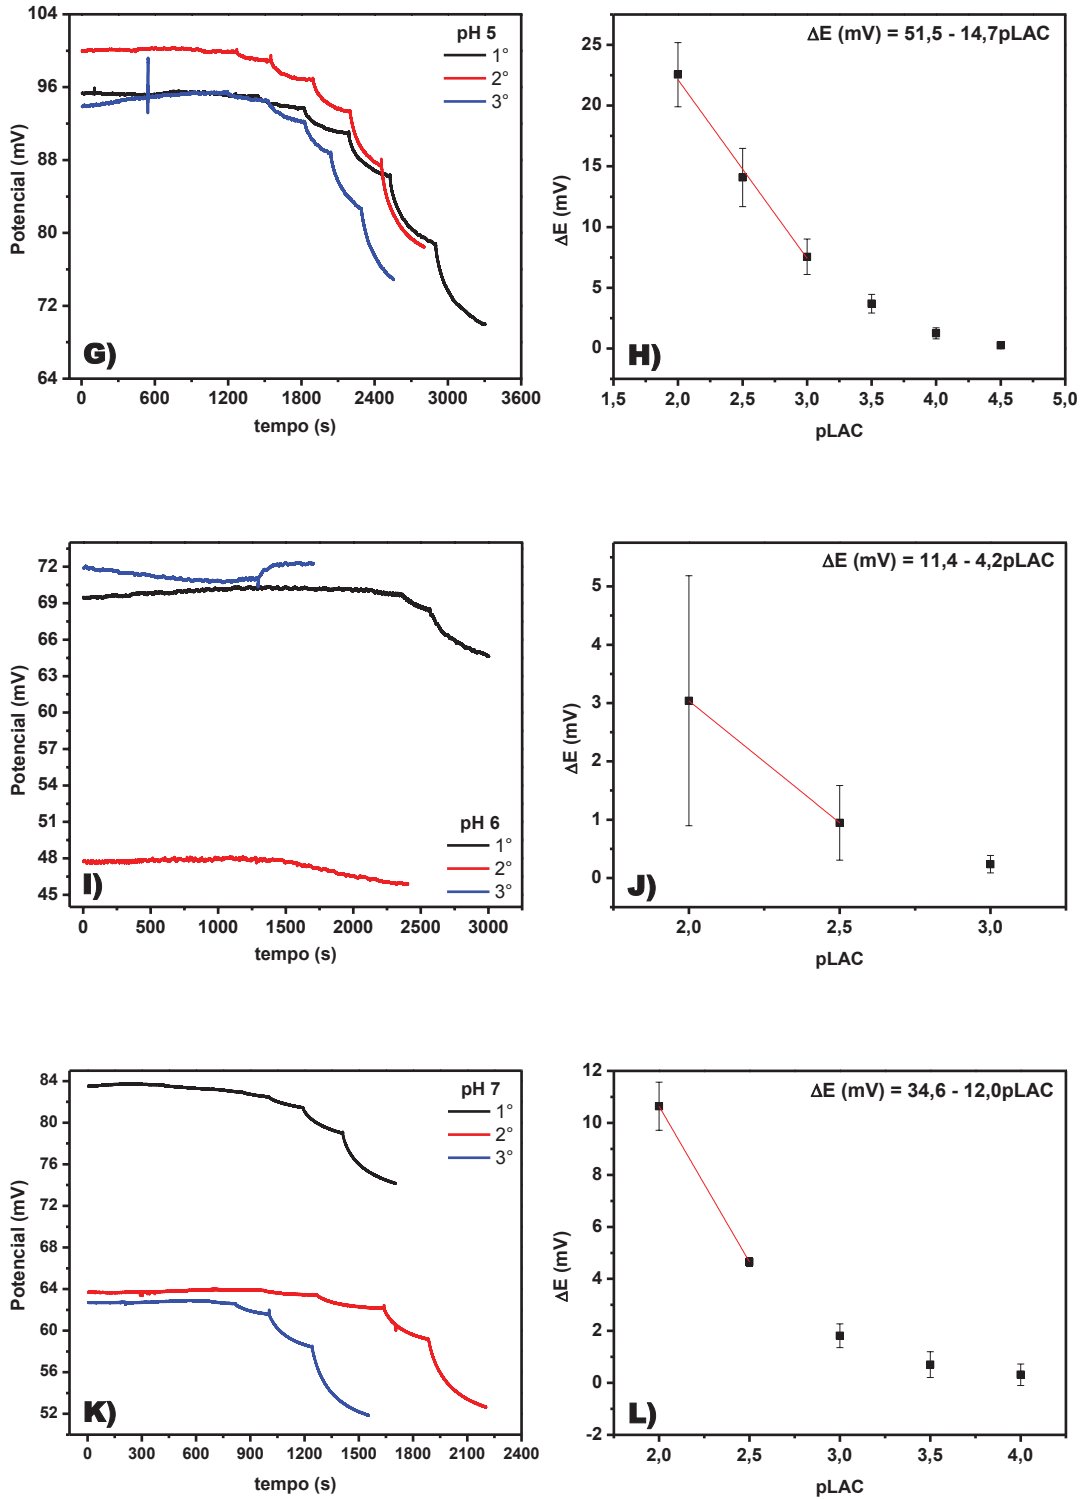 104
96
88
80
72
64
Potencial (mV)
pH 5
1°
2°
3°
G)
0 600 1200 1800 2400 3000 3600
tempo (s)
ΔE (mV) = 51,5 - 14,7pLAC
25
20
15
10
5
0
ΔE (mV)
H)
1,5 2,0 2,5 3,0 3,5 4,0 4,5 5,0
pLAC
72
69
66
63
60
57
54
51
48
45
Potencial (mV)
pH 6
1°
2°
3°
I)
0 500 1000 1500 2000 2500 3000
tempo (s)
ΔE (mV) = 11,4 - 4,2pLAC
5
4
3
2
1
0
ΔE (mV)
J)
2,0 2,5 3,0
pLAC
84
80
76
72
68
64
60
56
52
Potencial (mV)
pH 7
1°
2°
3°
K)
0 300 600 900 1200 1500 1800 2100 2400
tempo (s)
ΔE (mV) = 34,6 - 12,0pLAC
12
10
8
6
4
2
0
-2
ΔE (mV)
L)
2,0 2,5 3,0 3,5 4,0
pLAC